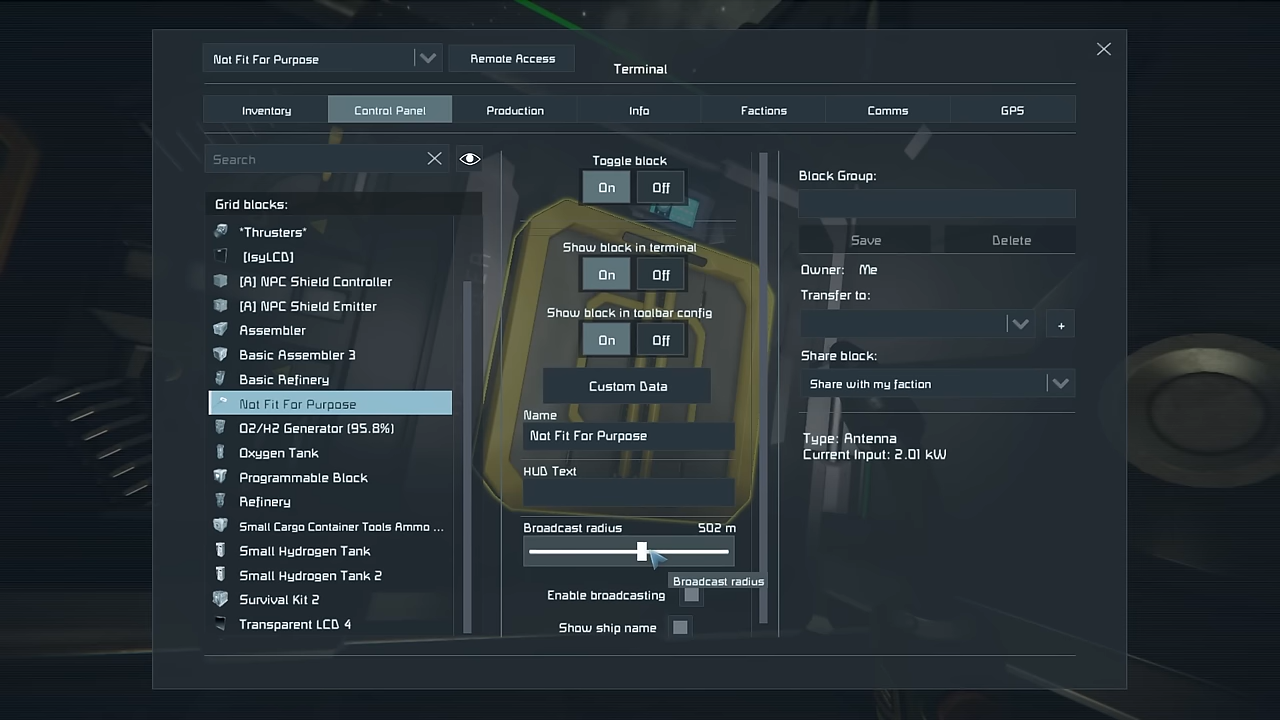 Not Fit For Purpose
Remote Access
Terminal
Inventory
Control Panel
Production
Info
Factions
Comms
GPS
Search
Grid blocks:
*Thrusters*
[IsyLCD]
[A] NPC Shield Controller
[A] NPC Shield Emitter
Assembler
Basic Assembler 3
Basic Refinery
Not Fit For Purpose
O2/H2 Generator (95.8%)
Oxygen Tank
Programmable Block
Refinery
Small Cargo Container Tools Ammo ...
Small Hydrogen Tank
Small Hydrogen Tank 2
Survival Kit 2
Transparent LCD 4
Toggle block
On Off
Show block in terminal
On Off
Show block in toolbar config
On Off
Custom Data
Name
Not Fit For Purpose
HUD Text
Broadcast radius 502 m
Broadcast radius
Enable broadcasting
Show ship name
Block Group:
Save Delete
Owner: Me
Transfer to:
+
Share block:
Share with my faction
Type: Antenna
Current Input: 2.01 kW